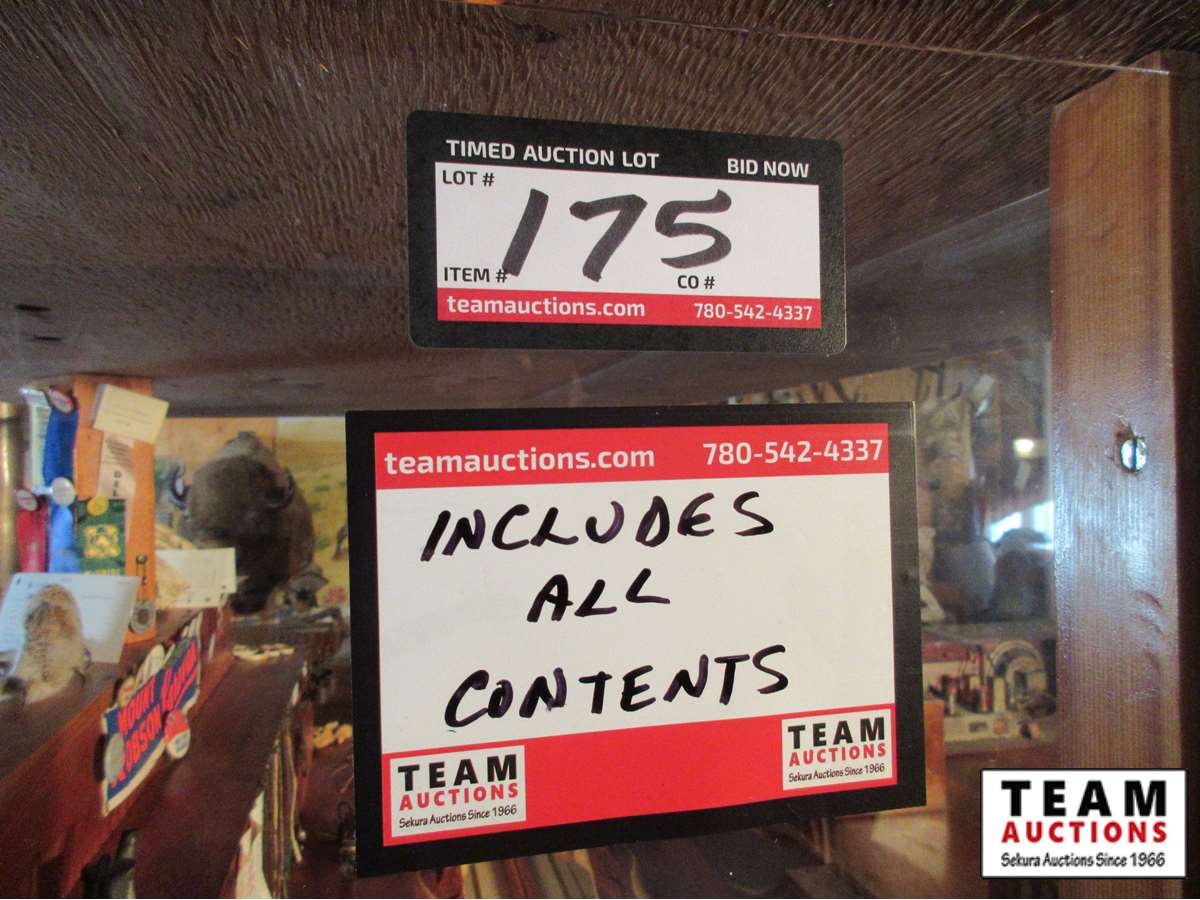 TIMED AUCTION LOT BID NOW
LOT # 175
ITEM # CO #
teamauctions.com 780-542-4337
teamauctions.com 780-542-4337
INCLUDES
ALL
CONTENTS
TEAM
AUCTIONS
Sekura Auctions Since 1966
TEAM
AUCTIONS
Sekura Auctions Since 1966
MOUNT
ROBSON
TEAM
AUCTIONS
Sekura Auctions Since 1966